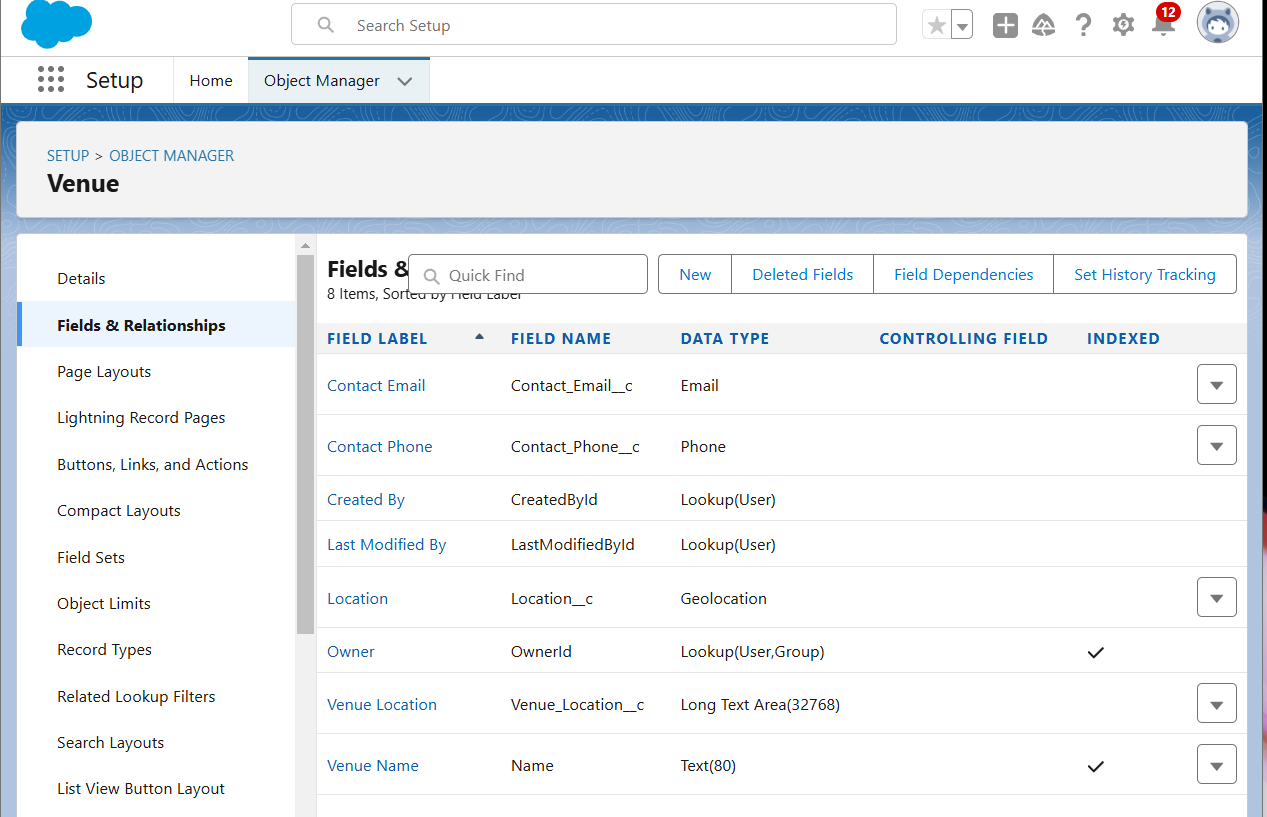 Search Setup
12
Setup Home Object Manager
SETUP > OBJECT MANAGER
Venue
Details
Fields & Relationships
Page Layouts
Lightning Record Pages
Buttons, Links, and Actions
Compact Layouts
Field Sets
Object Limits
Record Types
Related Lookup Filters
Search Layouts
List View Button Layout
Fields &
Quick Find New Deleted Fields Field Dependencies Set History Tracking
8 Items, Sorted by Field Label
FIELD LABEL FIELD NAME DATA TYPE CONTROLLING FIELD INDEXED
Contact Email Contact_Email__c Email
Contact Phone Contact_Phone__c Phone
Created By CreatedById Lookup(User)
Last Modified By LastModifiedById Lookup(User)
Location Location__c Geolocation
Owner OwnerId Lookup(User,Group)
Venue Location Venue_Location__c Long Text Area(32768)
Venue Name Name Text(80)